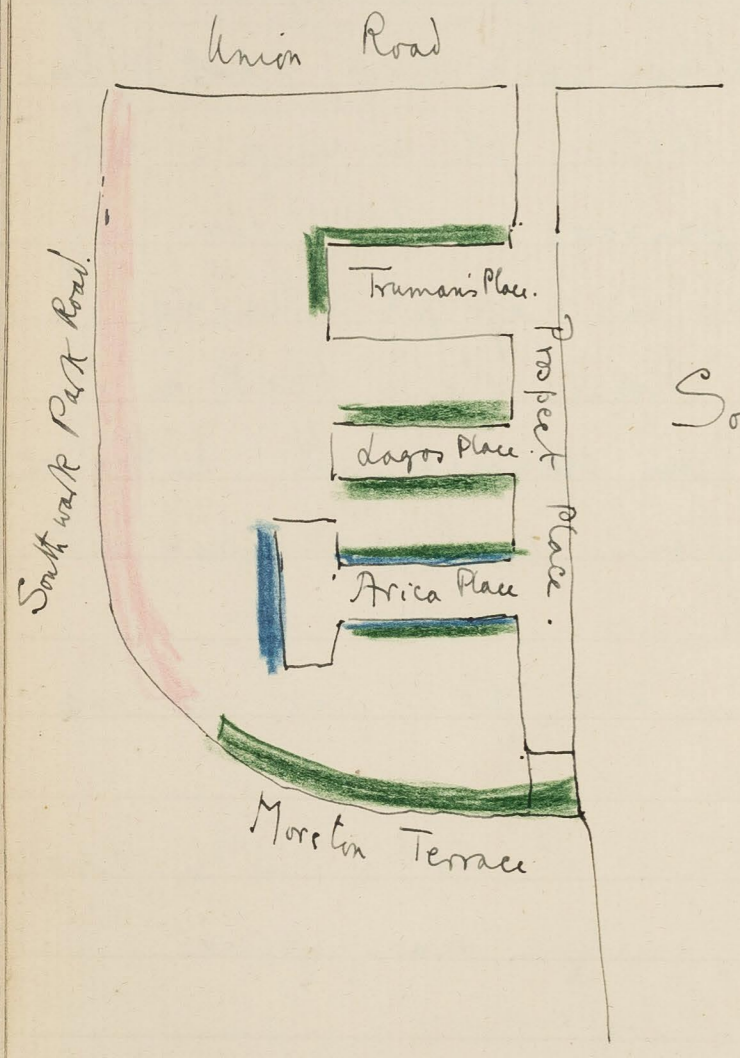 Union Road
Truman's Place.
Prospect Place.
Southwark Park Road.
Lagos Place
Arica Place
Moreton Terrace